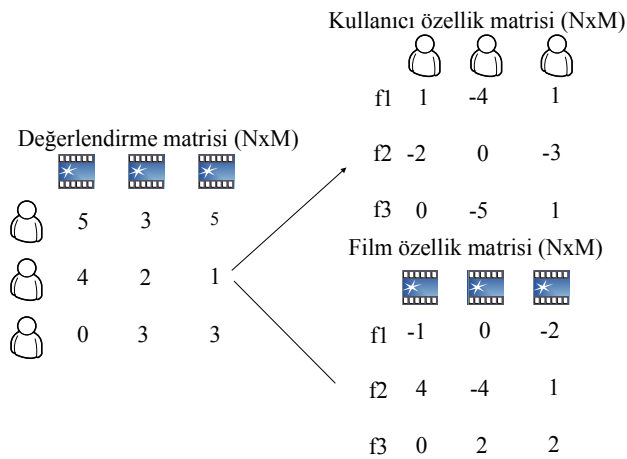 Kullanıcı özellik matrisi (NxM)
f1 1 -4 1
f2 -2 0 -3
f3 0 -5 1
Değerlendirme matrisi (NxM)
5 3 5
4 2 1
0 3 3
Film özellik matrisi (NxM)
f1 -1 0 -2
f2 4 -4 1
f3 0 2 2